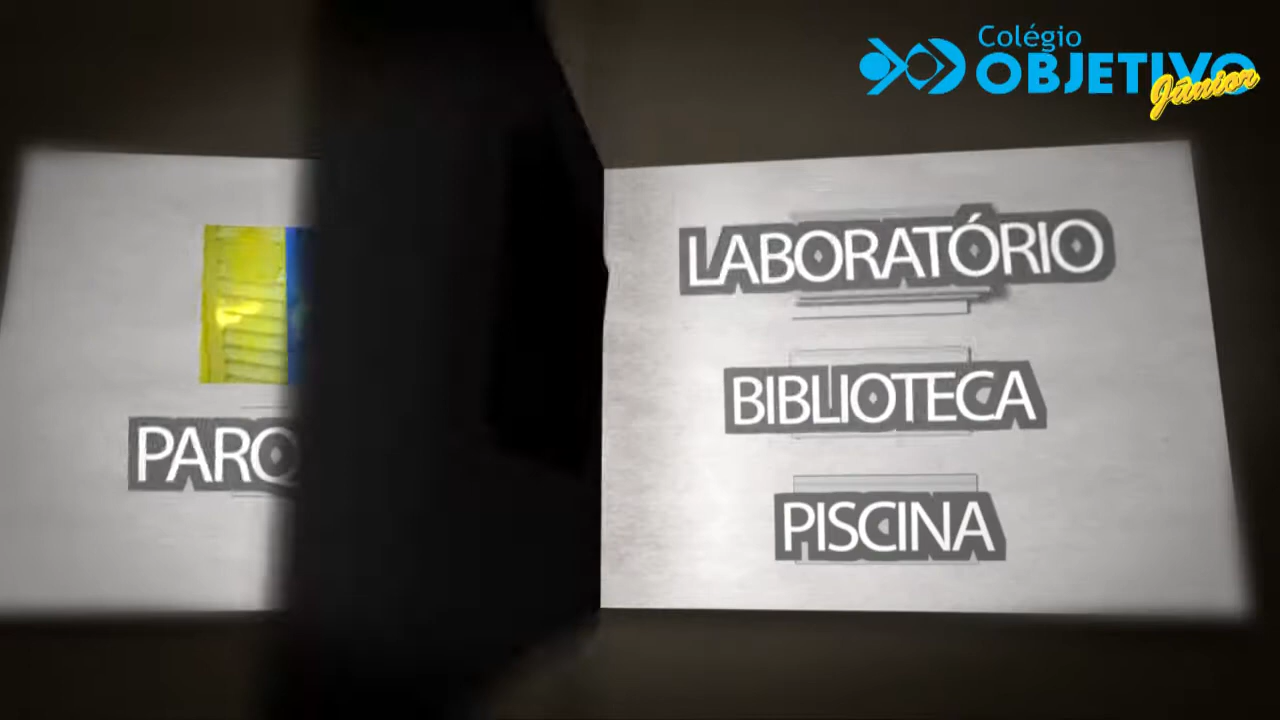 Colégio
OBJETIVO
Júnior
LABORATÓRIO
BIBLIOTECA
PISCINA